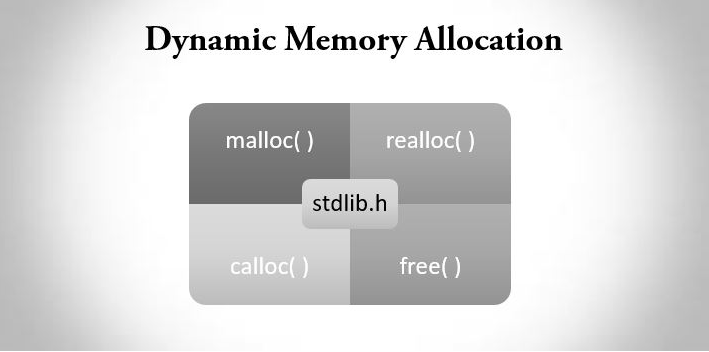 Dynamic Memory Allocation
malloc( )
realloc( )
stdlib.h
calloc( )
free( )